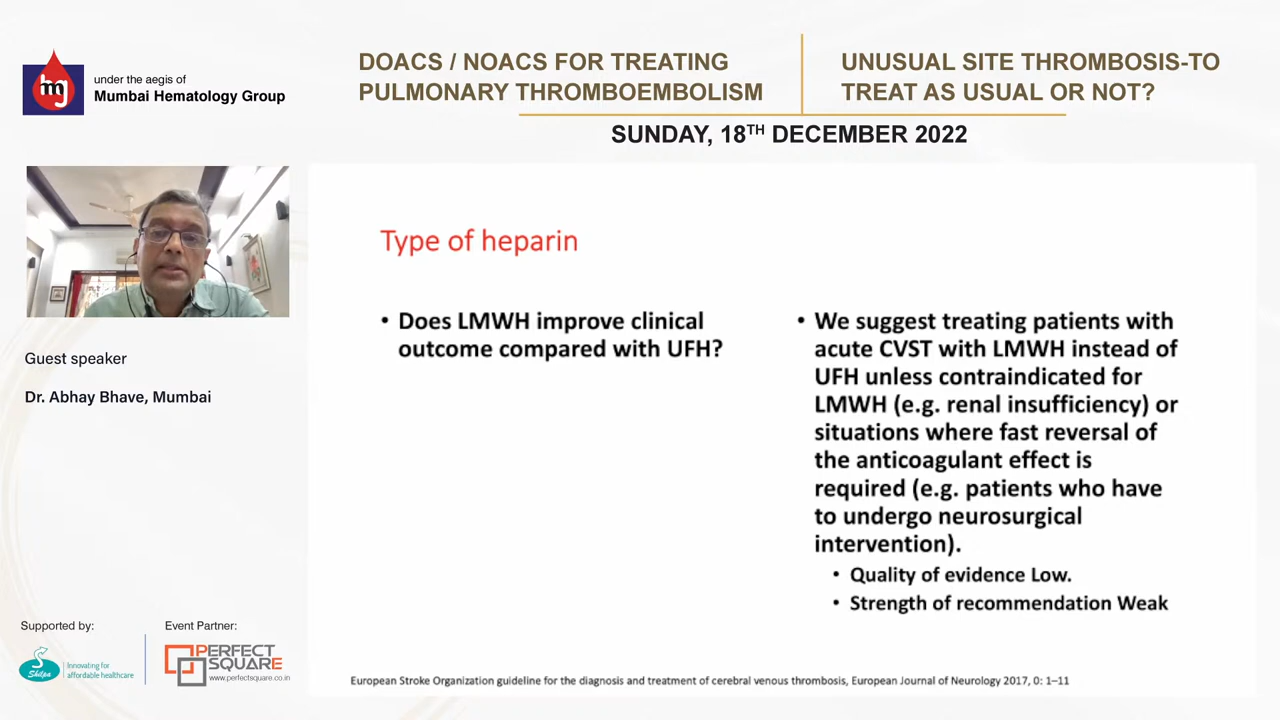 mg
under the aegis of
Mumbai Hematology Group
DOACS / NOACS FOR TREATING
PULMONARY THROMBOEMBOLISM
UNUSUAL SITE THROMBOSIS-TO
TREAT AS USUAL OR NOT?
SUNDAY, 18TH DECEMBER 2022
Guest speaker
Dr. Abhay Bhave, Mumbai
Type of heparin
• Does LMWH improve clinical
outcome compared with UFH?
• We suggest treating patients with
acute CVST with LMWH instead of
UFH unless contraindicated for
LMWH (e.g. renal insufficiency) or
situations where fast reversal of
the anticoagulant effect is
required (e.g. patients who have
to undergo neurosurgical
intervention).
• Quality of evidence Low.
• Strength of recommendation Weak
European Stroke Organization guideline for the diagnosis and treatment of cerebral venous thrombosis, European Journal of Neurology 2017, 0: 1–11
Supported by:
Shilpa
Innovating for
affordable healthcare
Event Partner:
PERFECT
SQUARE
www.perfectsquare.co.in